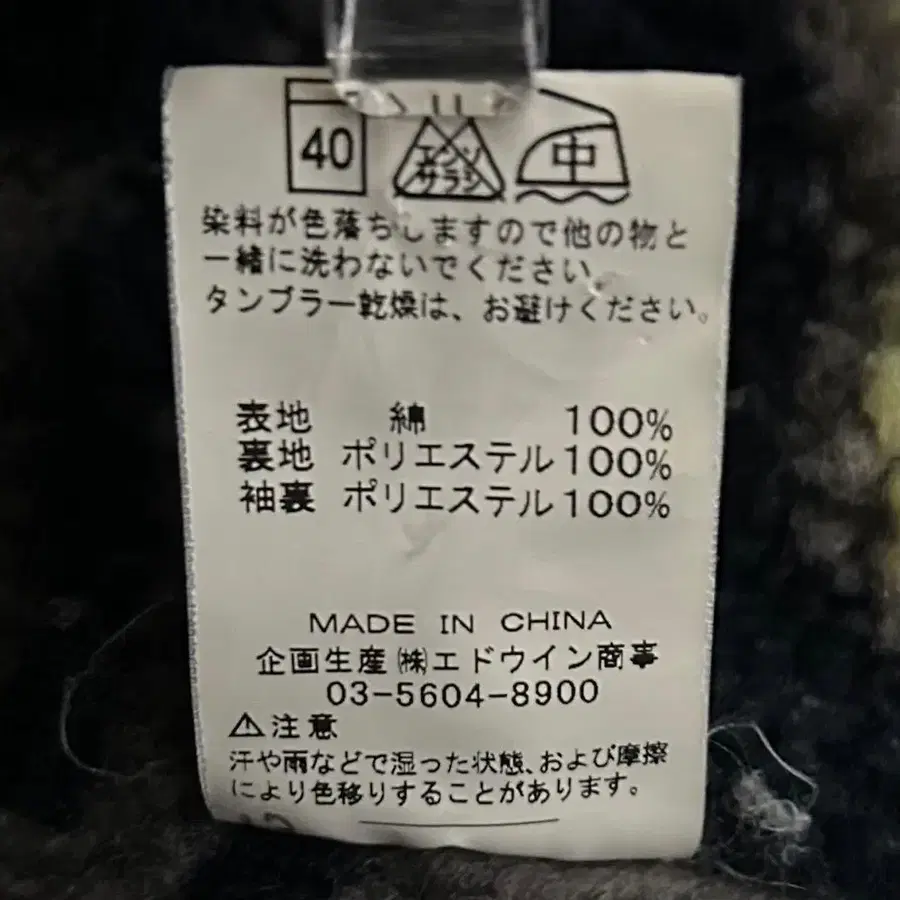 40 エンソ サラシ 中
染料が色落ちしますので他の物と
一緒に洗わないでください。
タンブラー乾燥は、お避けください。
表地 綿 100%
裏地 ポリエステル 100%
袖裏 ポリエステル 100%
MADE IN CHINA
企画生産 ㈱エドウイン商事
03-5604-8900
⚠注意
汗や雨などで湿った状態、および摩擦
により色移りすることがあります。